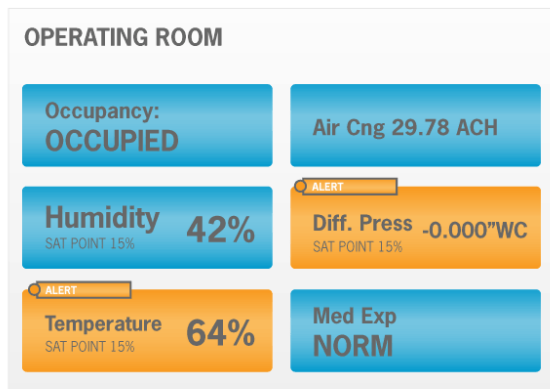 OPERATING ROOM
Occupancy:
OCCUPIED
Air Cng 29.78 ACH
Humidity 42%
SAT POINT 15%
ALERT
Diff. Press -0.000”WC
SAT POINT 15%
ALERT
Temperature 64%
SAT POINT 15%
Med Exp
NORM